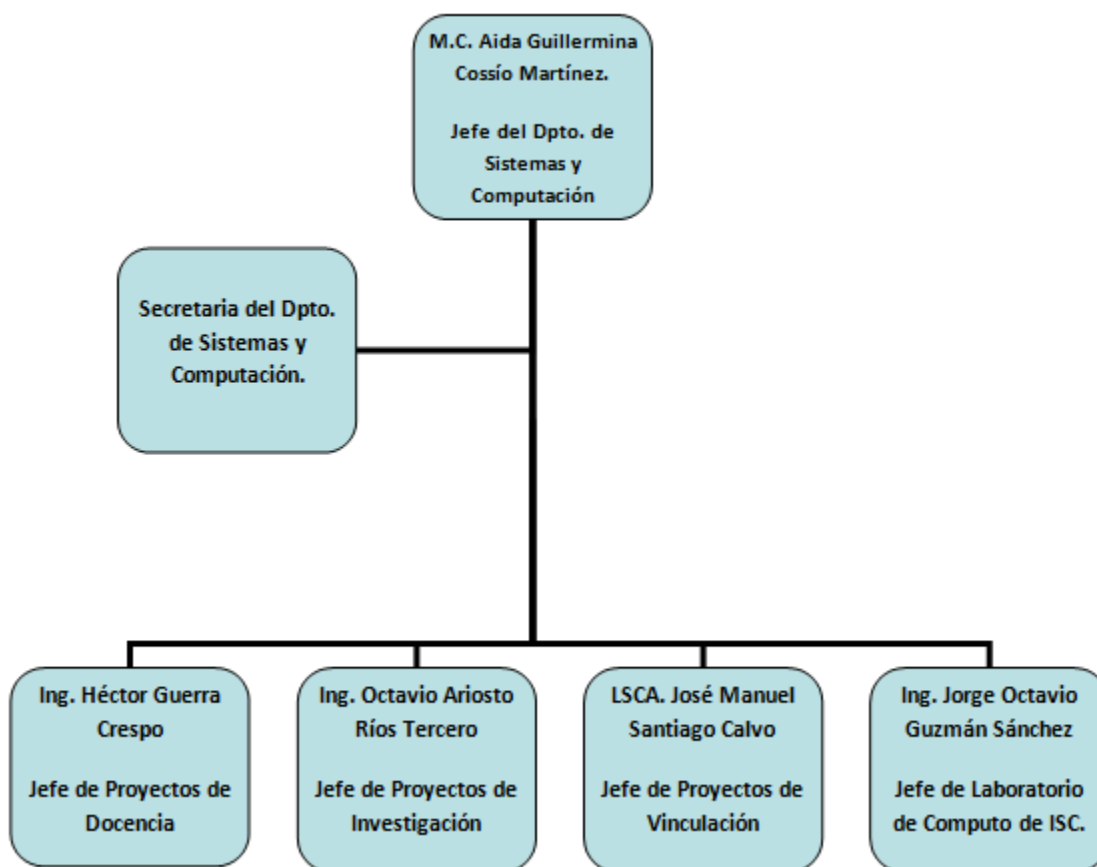 M.C. Aida Guillermina
Cossío Martínez.
Jefe del Dpto. de
Sistemas y
Computación
Secretaria del Dpto.
de Sistemas y
Computación.
Ing. Héctor Guerra
Crespo
Jefe de Proyectos de
Docencia
Ing. Octavio Ariosto
Ríos Tercero
Jefe de Proyectos de
Investigación
LSCA. José Manuel
Santiago Calvo
Jefe de Proyectos de
Vinculación
Ing. Jorge Octavio
Guzmán Sánchez
Jefe de Laboratorio
de Computo de ISC.